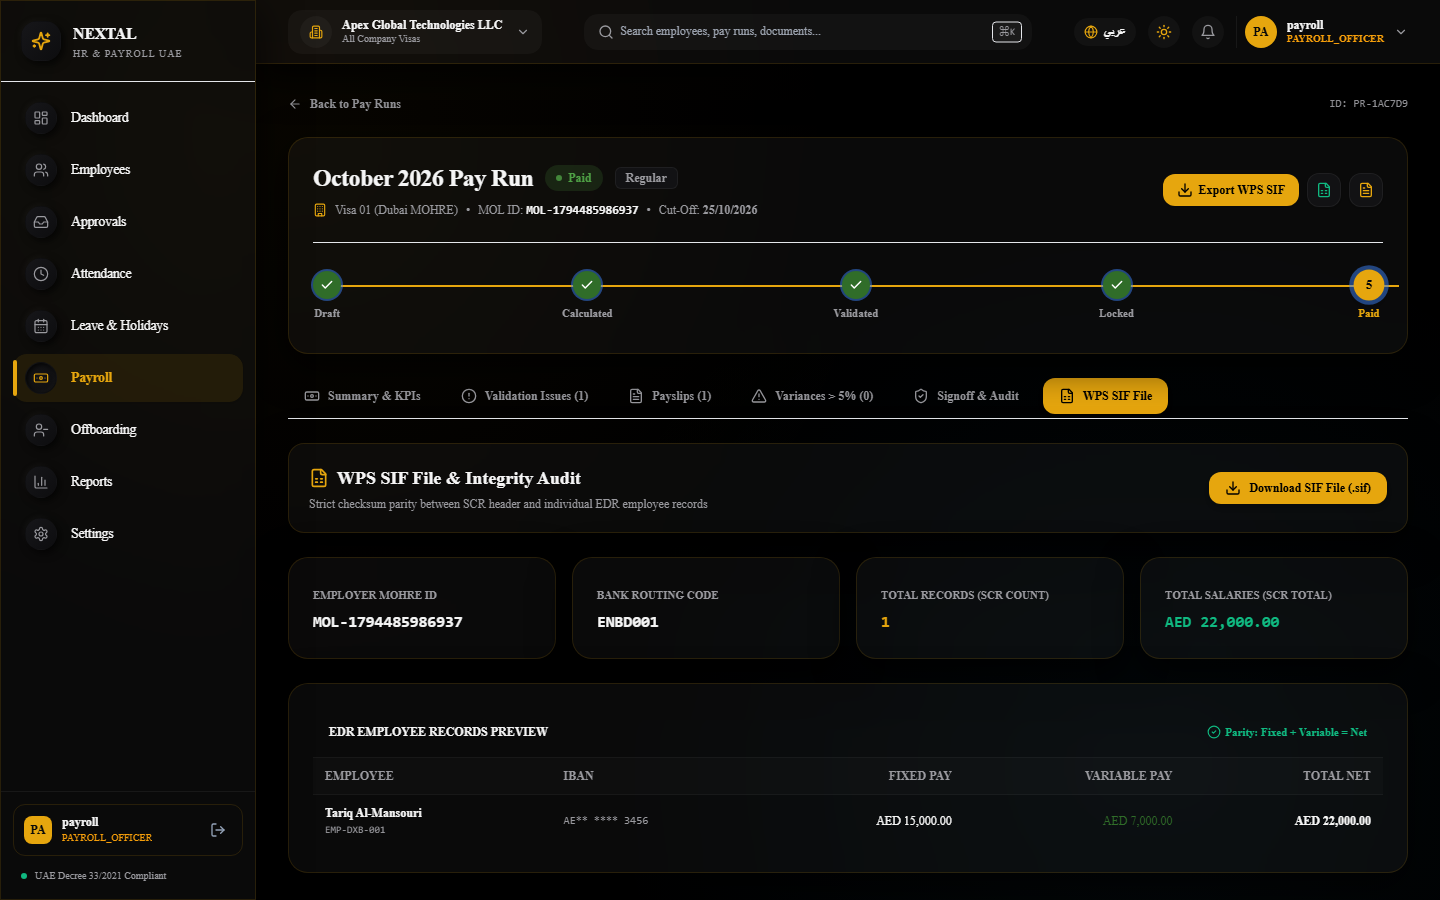 NEXTAL
HR & PAYROLL UAE
Dashboard
Employees
Approvals
Attendance
Leave & Holidays
Payroll
Offboarding
Reports
Settings
PA
payroll
PAYROLL_OFFICER
UAE Decree 33/2021 Compliant
Apex Global Technologies LLC
All Company Visas
Search employees, pay runs, documents...
⌘K
عربي
PA
payroll
PAYROLL_OFFICER
Back to Pay Runs
ID: PR-1AC7D9
October 2026 Pay Run
Paid
Regular
Visa 01 (Dubai MOHRE) • MOL ID: MOL-1794485986937 • Cut-Off: 25/10/2026
Export WPS SIF
5
Draft
Calculated
Validated
Locked
Paid
Summary & KPIs
Validation Issues (1)
Payslips (1)
Variances > 5% (0)
Signoff & Audit
WPS SIF File
WPS SIF File & Integrity Audit
Strict checksum parity between SCR header and individual EDR employee records
Download SIF File (.sif)
EMPLOYER MOHRE ID
MOL-1794485986937
BANK ROUTING CODE
ENBD001
TOTAL RECORDS (SCR COUNT)
1
TOTAL SALARIES (SCR TOTAL)
AED 22,000.00
EDR EMPLOYEE RECORDS PREVIEW
Parity: Fixed + Variable = Net
EMPLOYEE IBAN FIXED PAY VARIABLE PAY TOTAL NET
Tariq Al-Mansouri
EMP-DXB-001
AE** **** 3456
AED 15,000.00
AED 7,000.00
AED 22,000.00